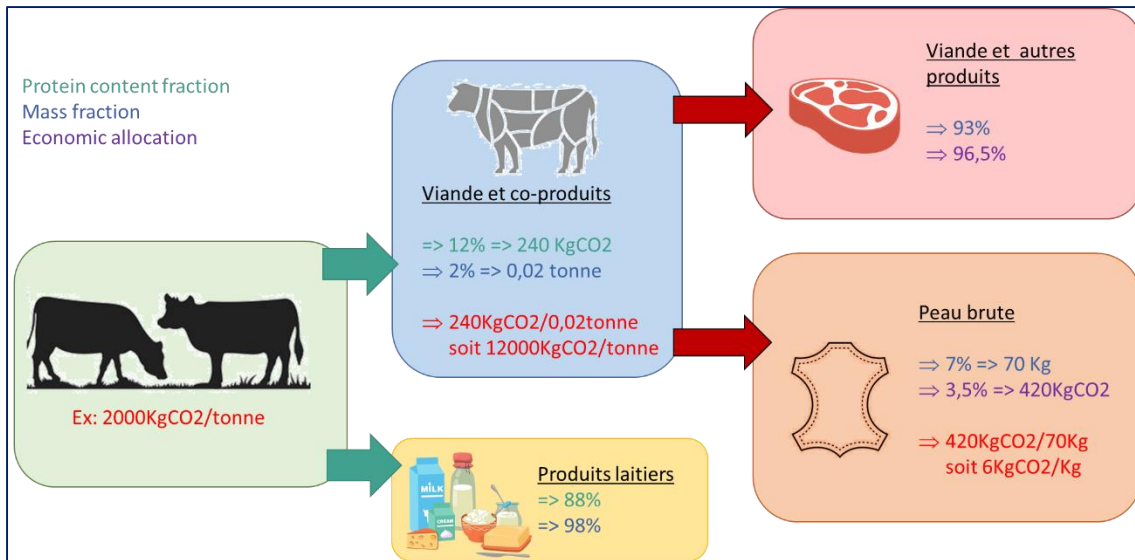 Protein content fraction
Mass fraction
Economic allocation
Ex: 2000KgCO2/tonne
Viande et co-produits
=> 12% => 240 KgCO2
⇒ 2% => 0,02 tonne
⇒ 240KgCO2/0,02tonne
soit 12000KgCO2/tonne
MiLK
CREAM
Produits laitiers
=> 88%
=> 98%
Viande et autres
produits
⇒ 93%
⇒ 96,5%
Peau brute
⇒ 7% => 70 Kg
⇒ 3,5% => 420KgCO2
⇒ 420KgCO2/70Kg
soit 6KgCO2/Kg